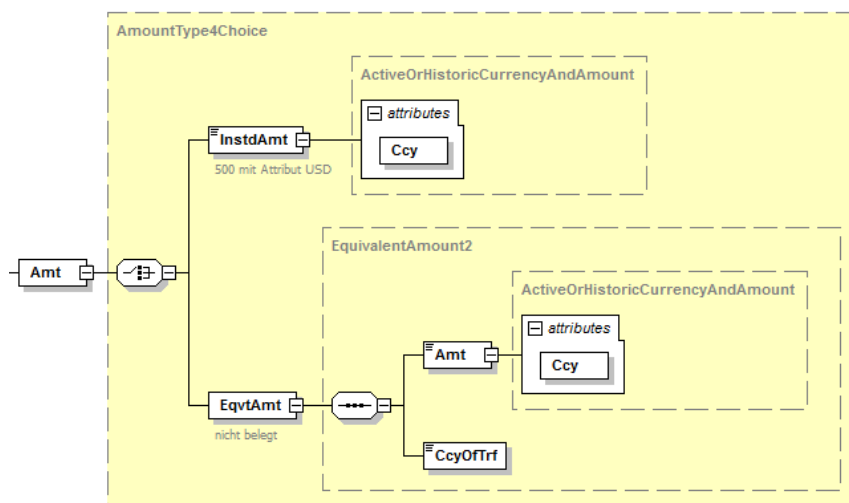 AmountType4Choice
ActiveOrHistoricCurrencyAndAmount
attributes
InstdAmt
Ccy
500 mit Attribut USD
EquivalentAmount2
Amt
ActiveOrHistoricCurrencyAndAmount
attributes
Amt
Ccy
EqvtAmt
nicht belegt
CcyOfTrf